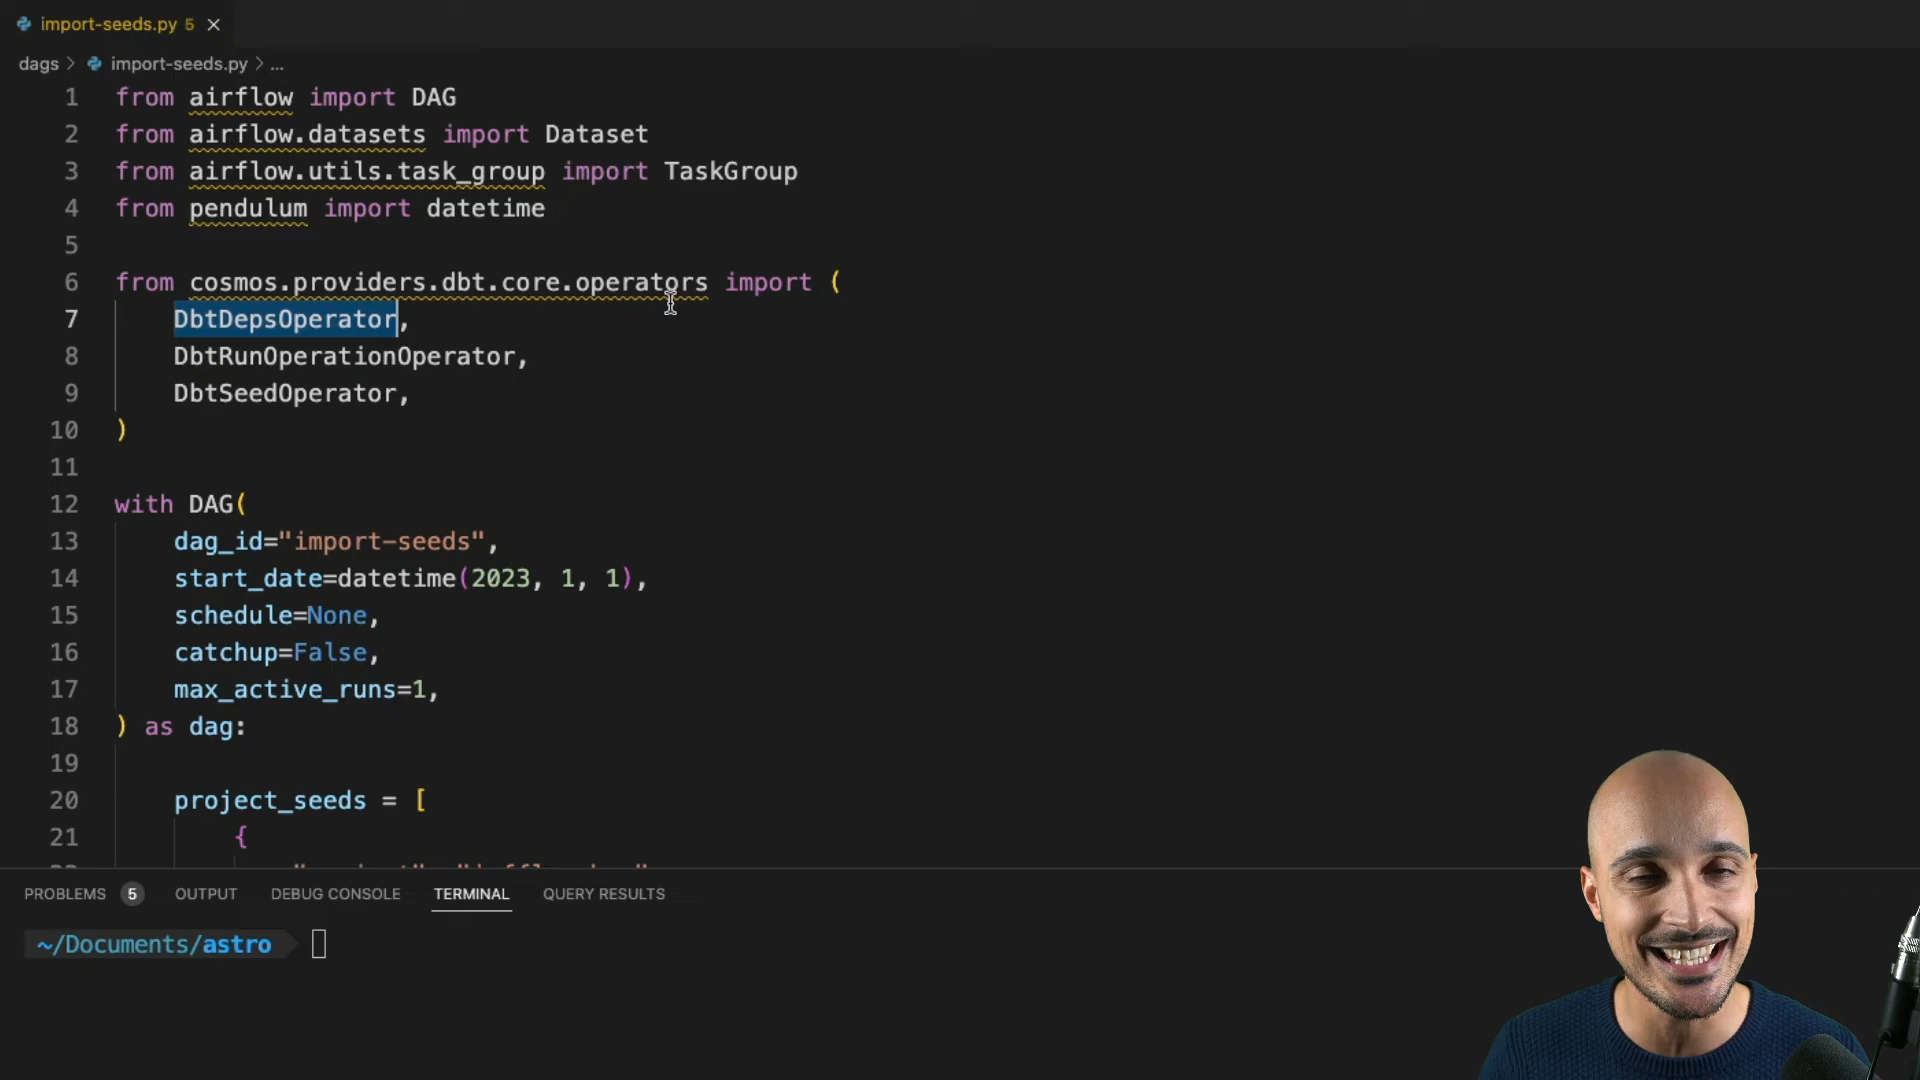 import-seeds.py 5
dags > import-seeds.py > ...
1 from airflow import DAG
2 from airflow.datasets import Dataset
3 from airflow.utils.task_group import TaskGroup
4 from pendulum import datetime
5
6 from cosmos.providers.dbt.core.operators import (
7 DbtDepsOperator,
8 DbtRunOperationOperator,
9 DbtSeedOperator,
10 )
11
12 with DAG(
13 dag_id="import-seeds",
14 start_date=datetime(2023, 1, 1),
15 schedule=None,
16 catchup=False,
17 max_active_runs=1,
18 ) as dag:
19
20 project_seeds = [
21 {
PROBLEMS 5 OUTPUT DEBUG CONSOLE TERMINAL QUERY RESULTS
~/Documents/astro